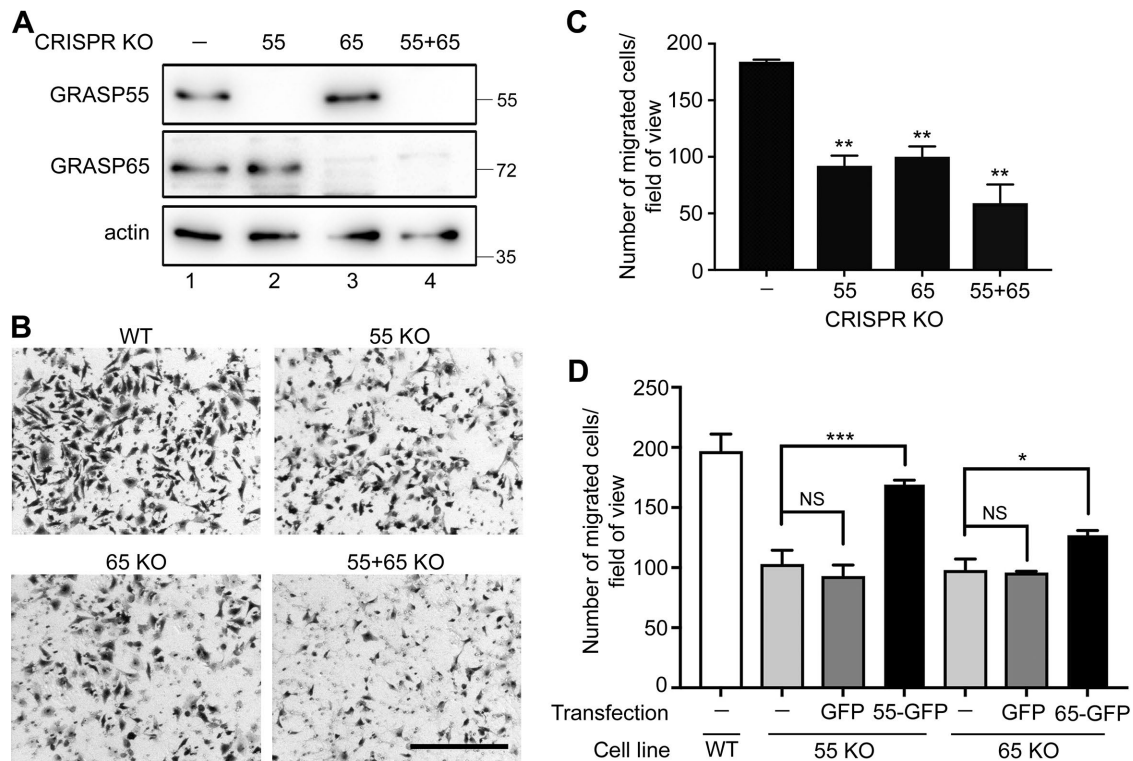 A
CRISPR KO – 55 65 55+65
GRASP55
55
GRASP65
72
actin
35
1 2 3 4
B
WT
55 KO
65 KO
55+65 KO
C
Number of migrated cells/
field of view
200
150
100
50
0
**
**
**
– 55 65 55+65
CRISPR KO
D
Number of migrated cells/
field of view
250
200
150
100
50
0
***
NS
*
NS
Transfection – – GFP 55-GFP – GFP 65-GFP
Cell line WT 55 KO 65 KO